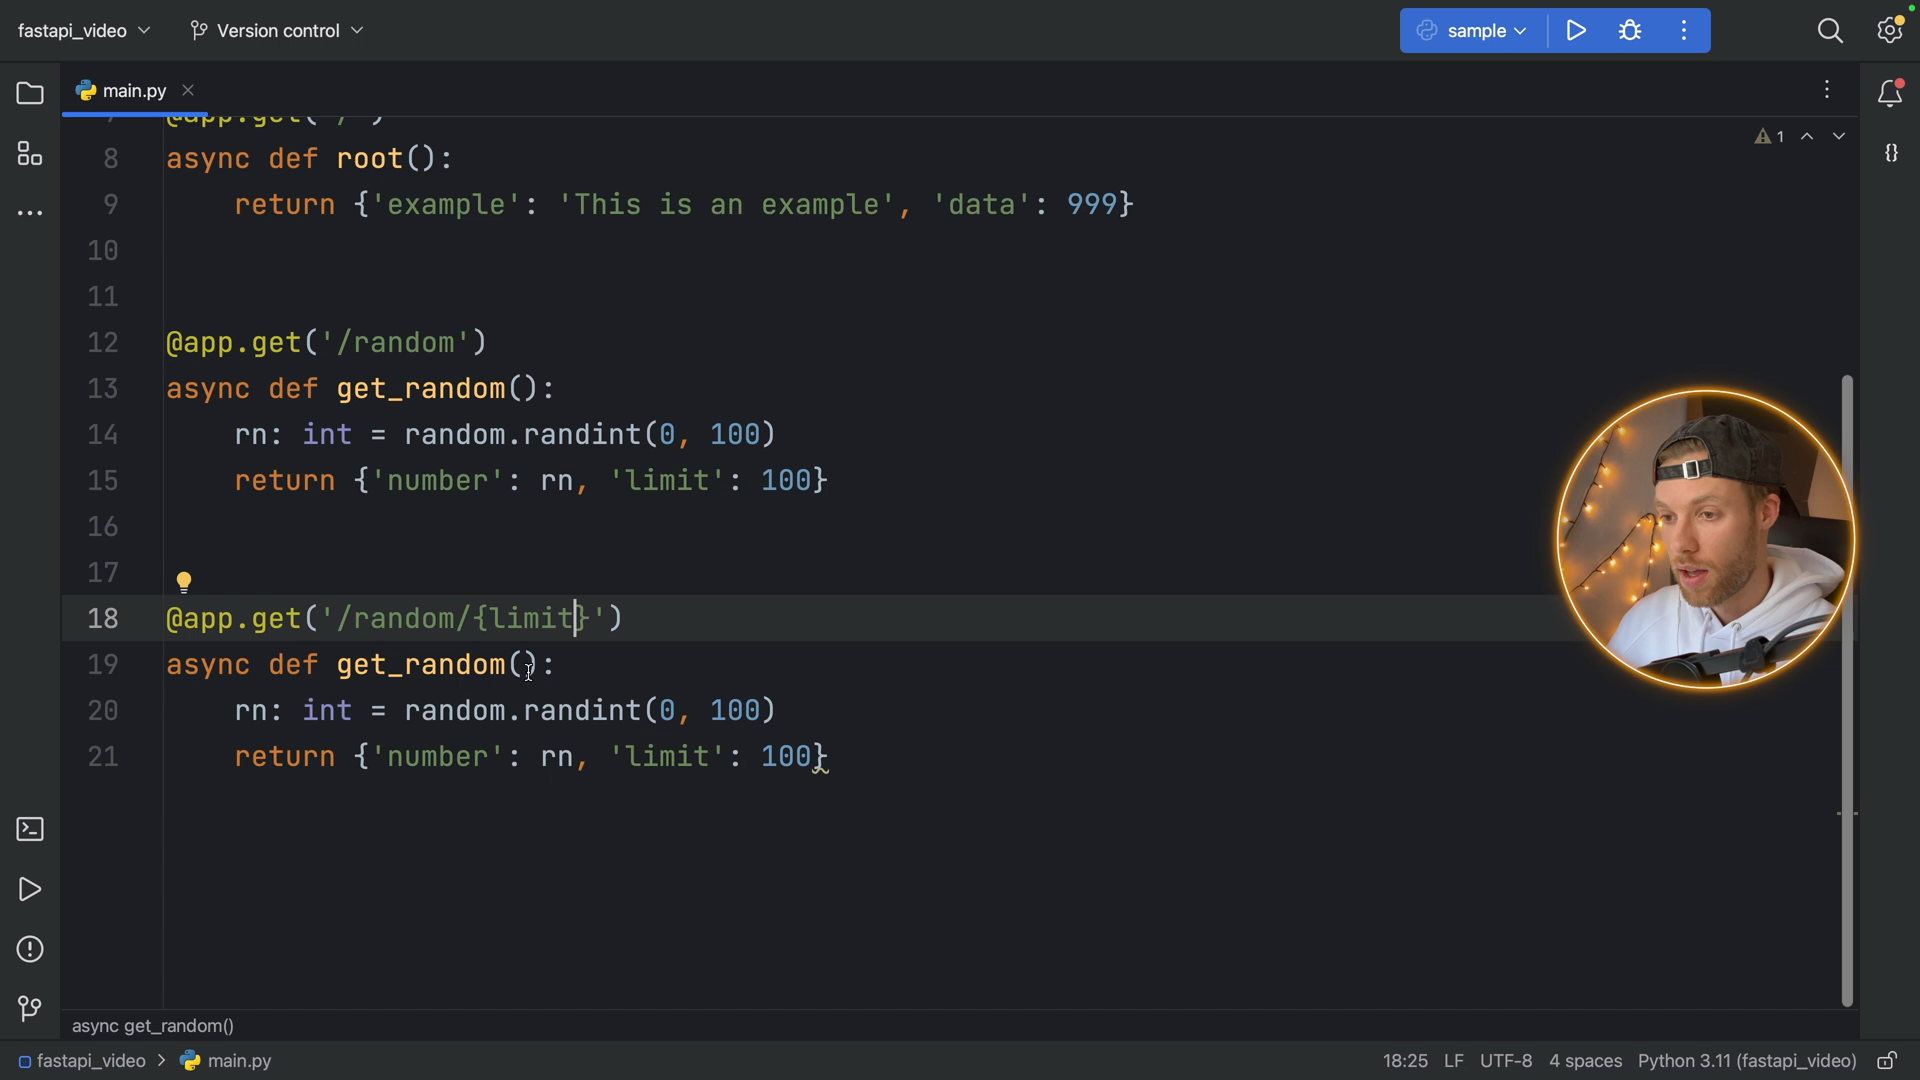 fastapi_video
Version control
sample
main.py
7 @app.get('/')
8 async def root():
9 return {'example': 'This is an example', 'data': 999}
10
11
12 @app.get('/random')
13 async def get_random():
14 rn: int = random.randint(0, 100)
15 return {'number': rn, 'limit': 100}
16
17
18 @app.get('/random/{limit}')
19 async def get_random():
20 rn: int = random.randint(0, 100)
21 return {'number': rn, 'limit': 100}
1
async get_random()
fastapi_video > main.py
18:25 LF UTF-8 4 spaces Python 3.11 (fastapi_video)